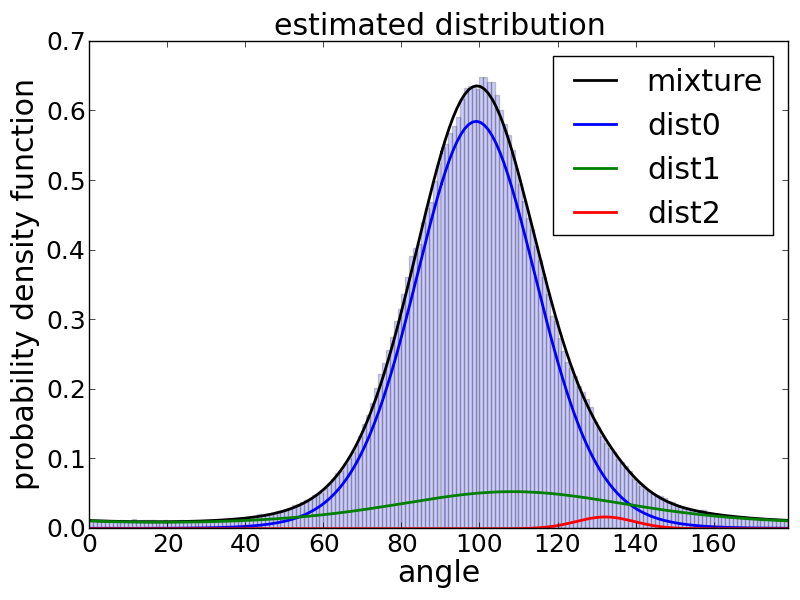 estimated distribution
probability density function
0.7
0.6
0.5
0.4
0.3
0.2
0.1
0.0
mixture
dist0
dist1
dist2
0 20 40 60 80 100 120 140 160
angle